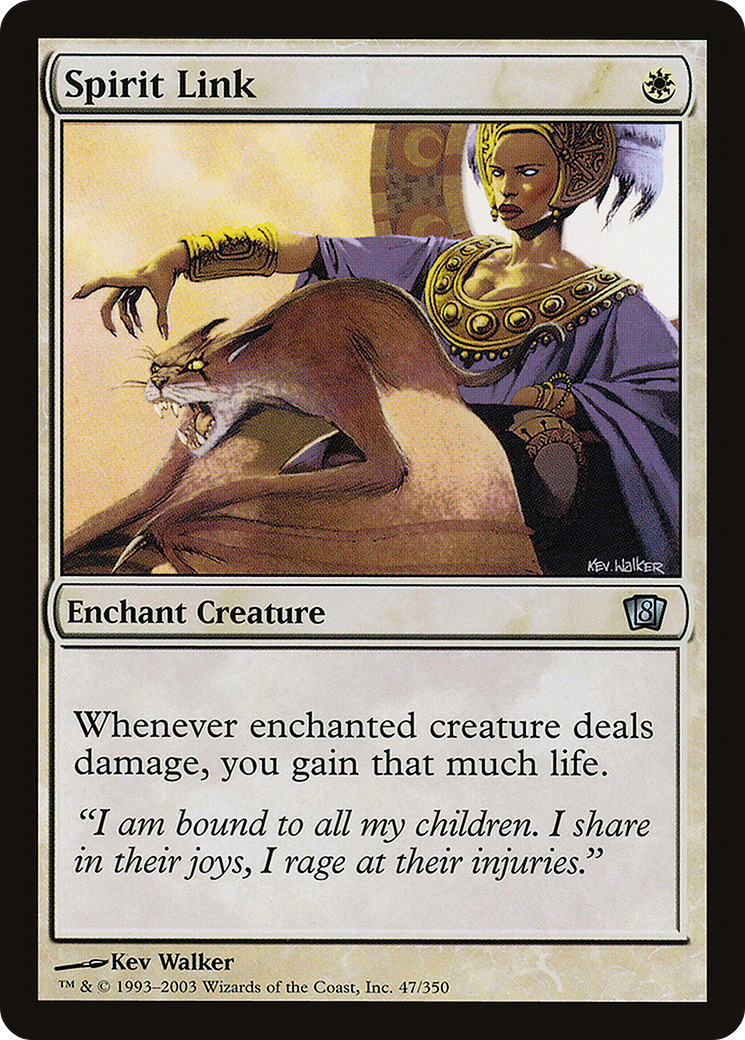 Spirit Link
KEV. WALKER
Enchant Creature
8
Whenever enchanted creature deals
damage, you gain that much life.
“I am bound to all my children. I share
in their joys, I rage at their injuries.”
Kev Walker
™ & © 1993–2003 Wizards of the Coast, Inc. 47/350